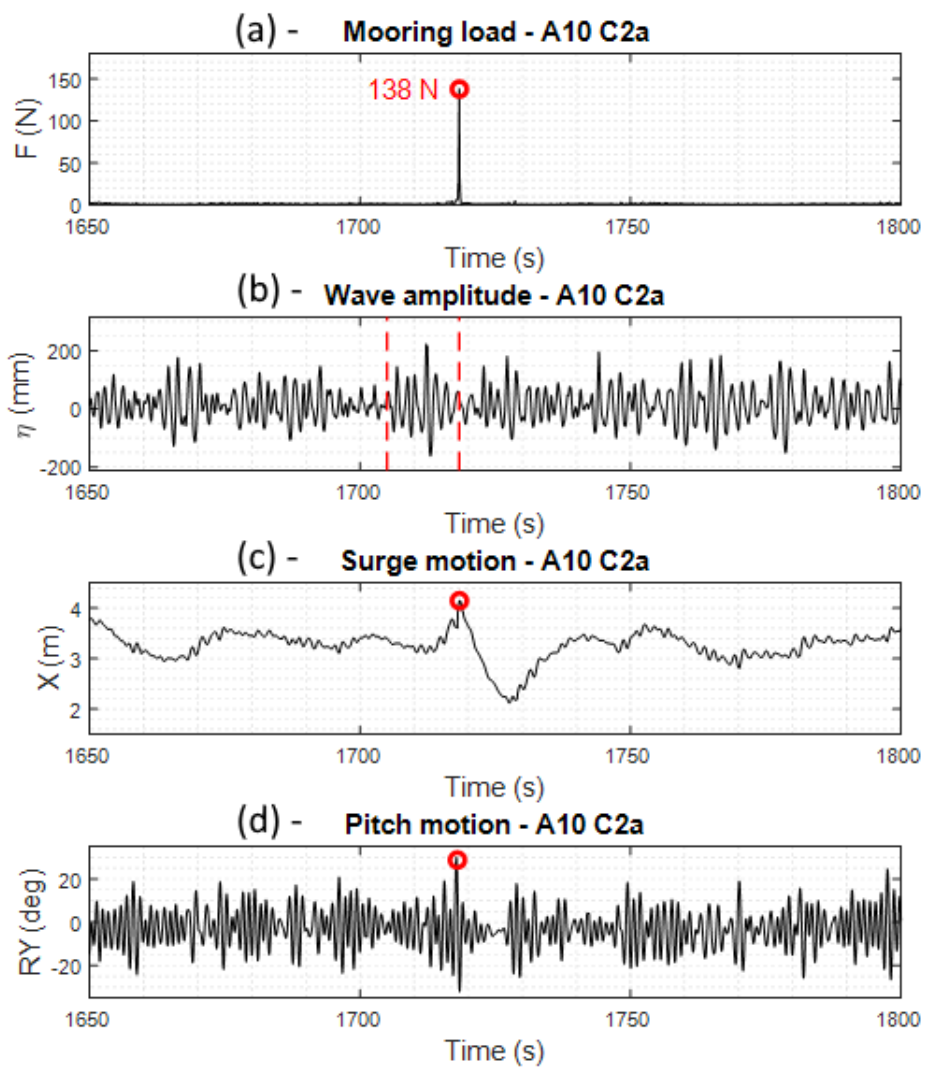 (a) - Mooring load - A10 C2a
F (N)
150
100
50
0
138 N
1650 1700 1750 1800
Time (s)
(b) - Wave amplitude - A10 C2a
η (mm)
200
0
-200
1650 1700 1750 1800
Time (s)
(c) - Surge motion - A10 C2a
X (m)
4
3
2
1650 1700 1750 1800
Time (s)
(d) - Pitch motion - A10 C2a
RY (deg)
20
0
-20
1650 1700 1750 1800
Time (s)